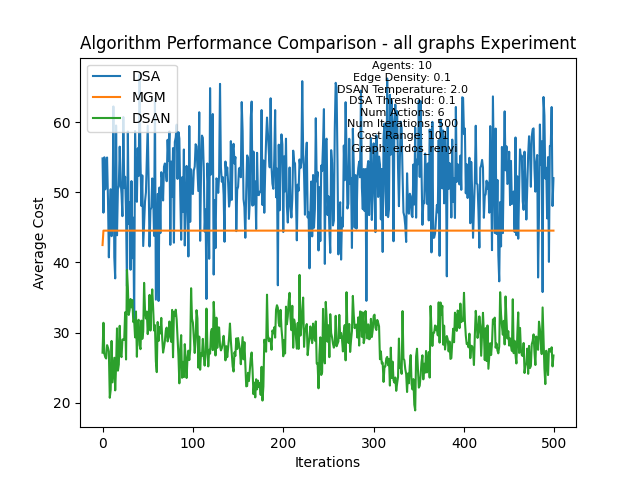 Algorithm Performance Comparison - all graphs Experiment
DSA
MGM
DSAN
Agents: 10
Edge Density: 0.1
DSAN Temperature: 2.0
DSA Threshold: 0.1
Num Actions: 6
Num Iterations: 500
Cost Range: 101
Graph: erdos_renyi
Average Cost
60
50
40
30
20
0
100
200
300
400
500
Iterations